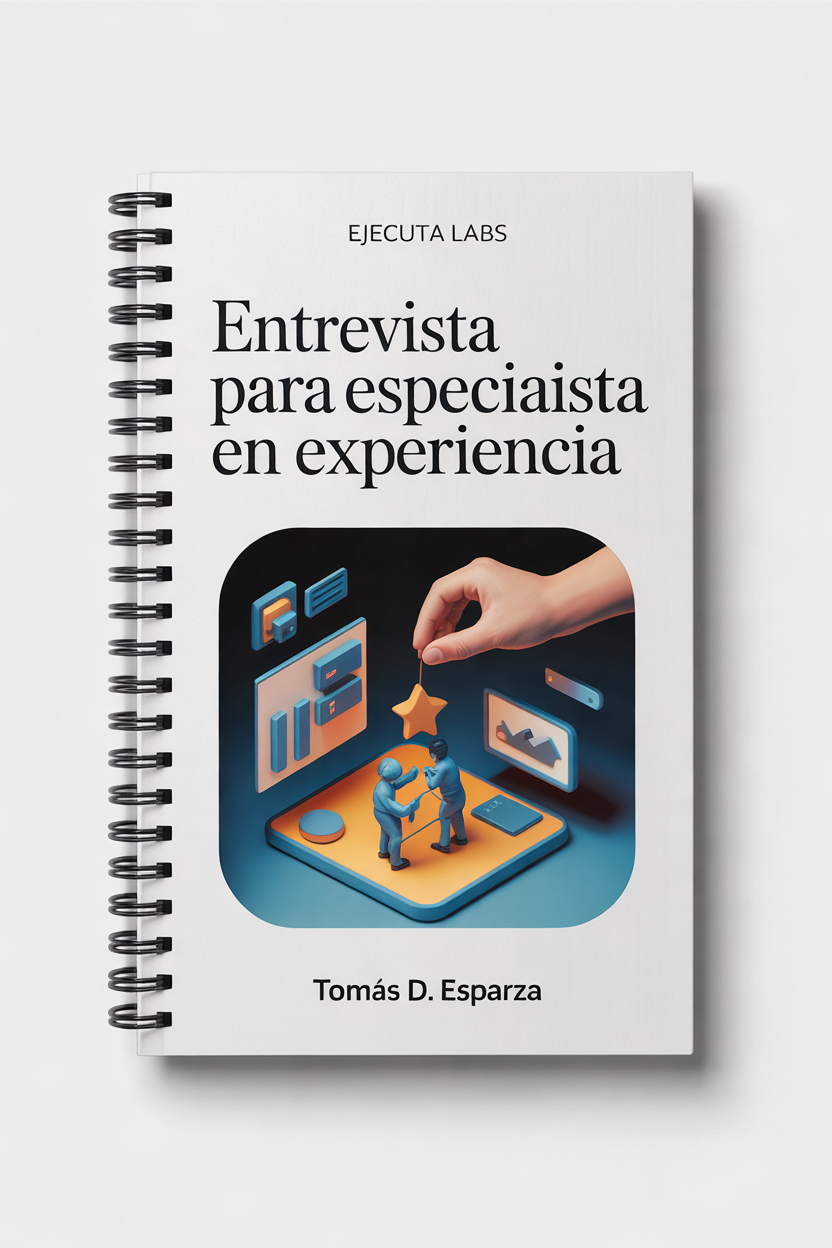 EJECUTA LABS
Entrevista
para especiaista
en experiencia
Tomás D. Esparza